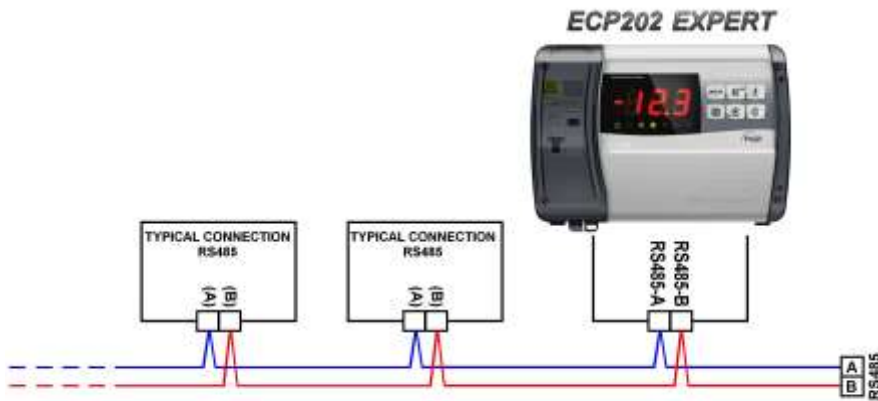 ECP202 EXPERT
-12.3
TYPICAL CONNECTION
RS485
(A)
(B)
TYPICAL CONNECTION
RS485
(A)
(B)
RS485-A
RS485-B
A
B
RS485